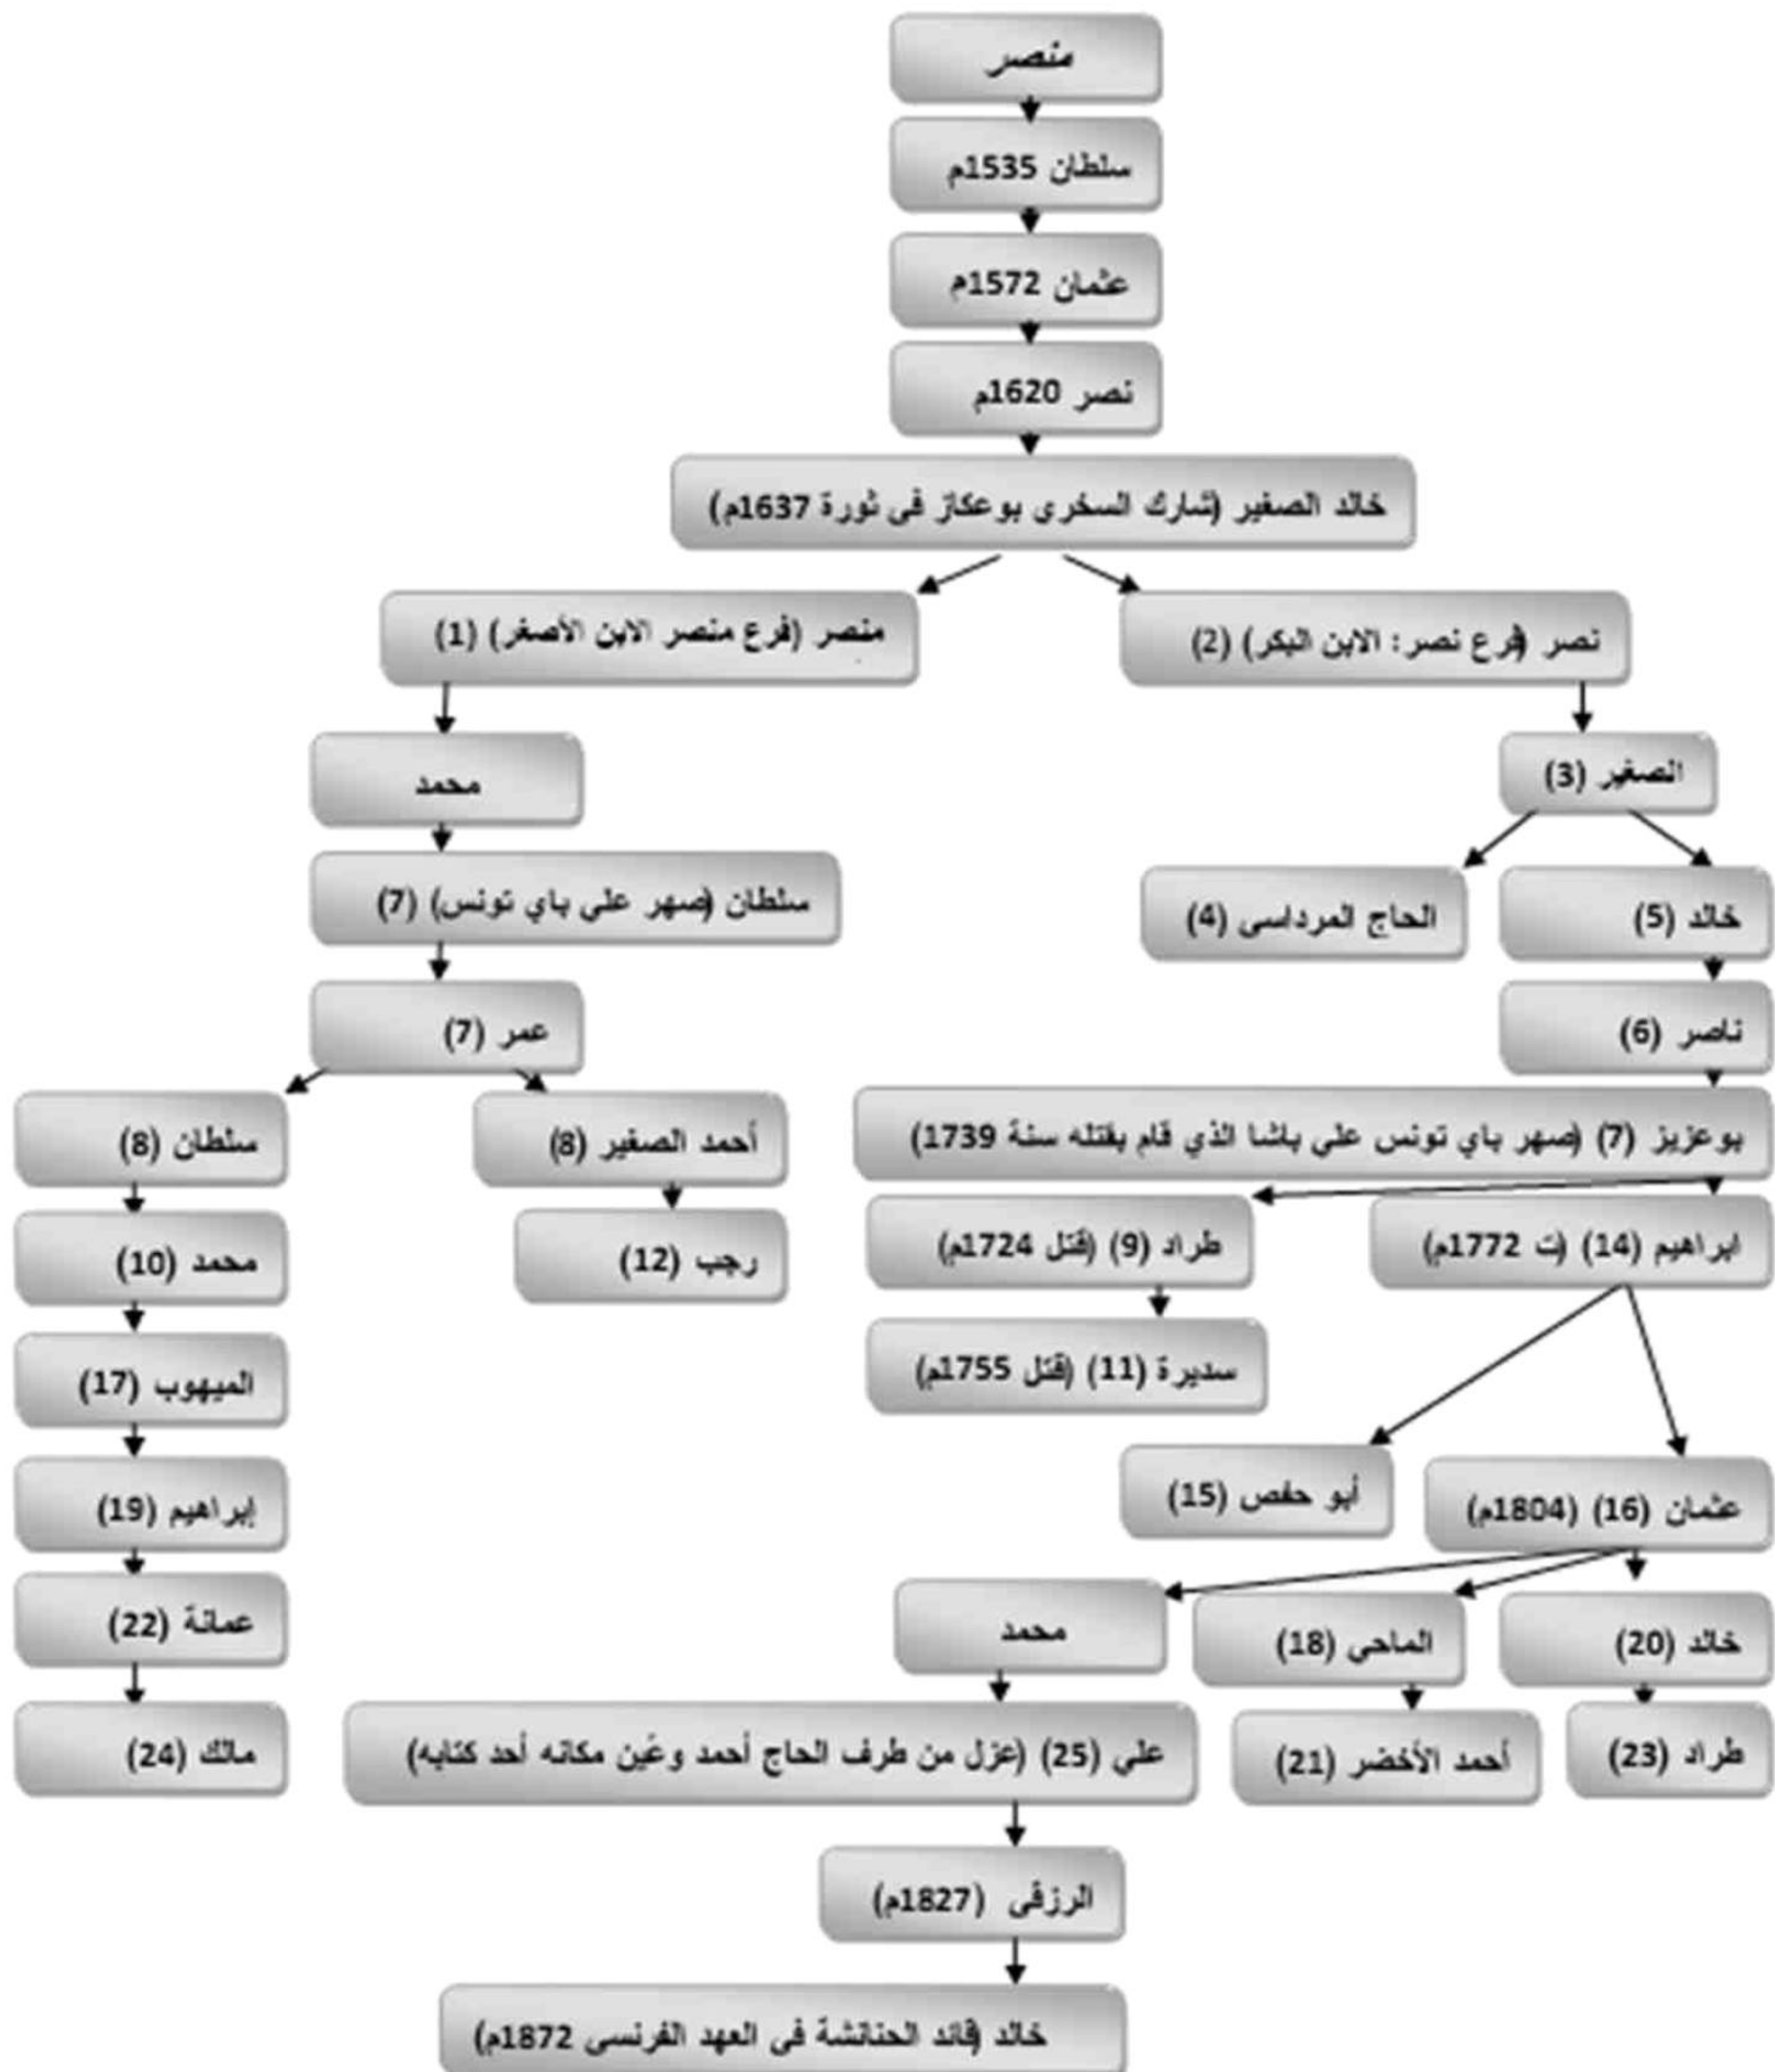 منصر
سلطان 1535م
عثمان 1572م
نصر 1620م
خالد الصغير (شارك السخري بوعكاز في ثورة 1637م)
نصر (فرع نصر: الابن البكر) (2)
منصر (فرع منصر الابن الأصغر) (1)
الصغير (3)
محمد
خالد (5)
الحاج المرداسي (4)
سلطان (صهر علي باي تونس) (7)
ناصر (6)
عمر (7)
بوعزيز (7) (صهر باي تونس علي باشا الذي قام بقتله سنة 1739)
أحمد الصغير (8)
سلطان (8)
ابراهيم (14) (ت 1772م)
طراد (9) (قتل 1724م)
رجب (12)
محمد (10)
سديرة (11) (قتل 1755م)
الميهوب (17)
عثمان (16) (1804م)
أبو حفص (15)
إبراهيم (19)
خالد (20)
الماحي (18)
محمد
عمانة (22)
طراد (23)
أحمد الأخضر (21)
علي (25) (عزل من طرف الحاج أحمد وعُين مكانه أحد كتابه)
مالك (24)
الرزقي (1827م)
خالد (قائد الحنانشة في العهد الفرنسي 1872م)